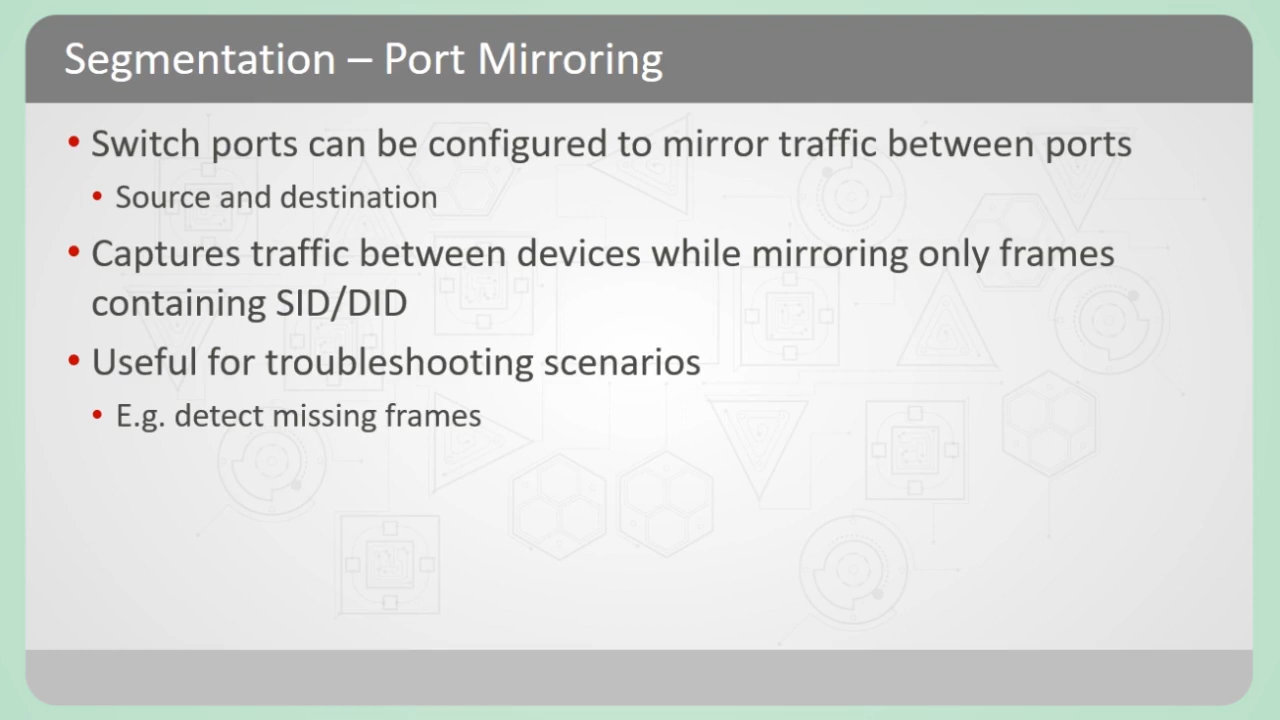 Segmentation – Port Mirroring
• Switch ports can be configured to mirror traffic between ports
• Source and destination
• Captures traffic between devices while mirroring only frames
containing SID/DID
• Useful for troubleshooting scenarios
• E.g. detect missing frames